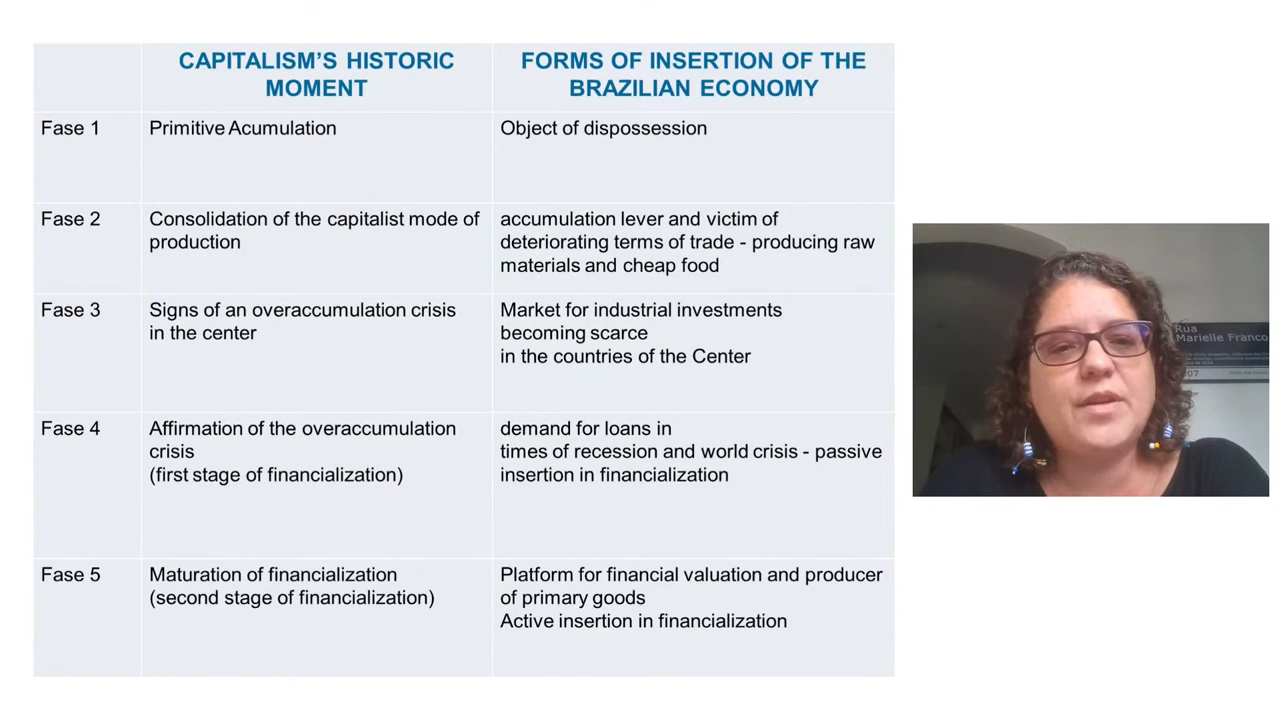 CAPITALISM'S HISTORIC
MOMENT
FORMS OF INSERTION OF THE
BRAZILIAN ECONOMY
Fase 1
Primitive Acumulation
Object of dispossession
Fase 2
Consolidation of the capitalist mode of
production
accumulation lever and victim of
deteriorating terms of trade - producing raw
materials and cheap food
Fase 3
Signs of an overaccumulation crisis
in the center
Market for industrial investments
becoming scarce
in the countries of the Center
Fase 4
Affirmation of the overaccumulation
crisis
(first stage of financialization)
demand for loans in
times of recession and world crisis - passive
insertion in financialization
Fase 5
Maturation of financialization
(second stage of financialization)
Platform for financial valuation and producer
of primary goods
Active insertion in financialization
Rua
Marielle Franco